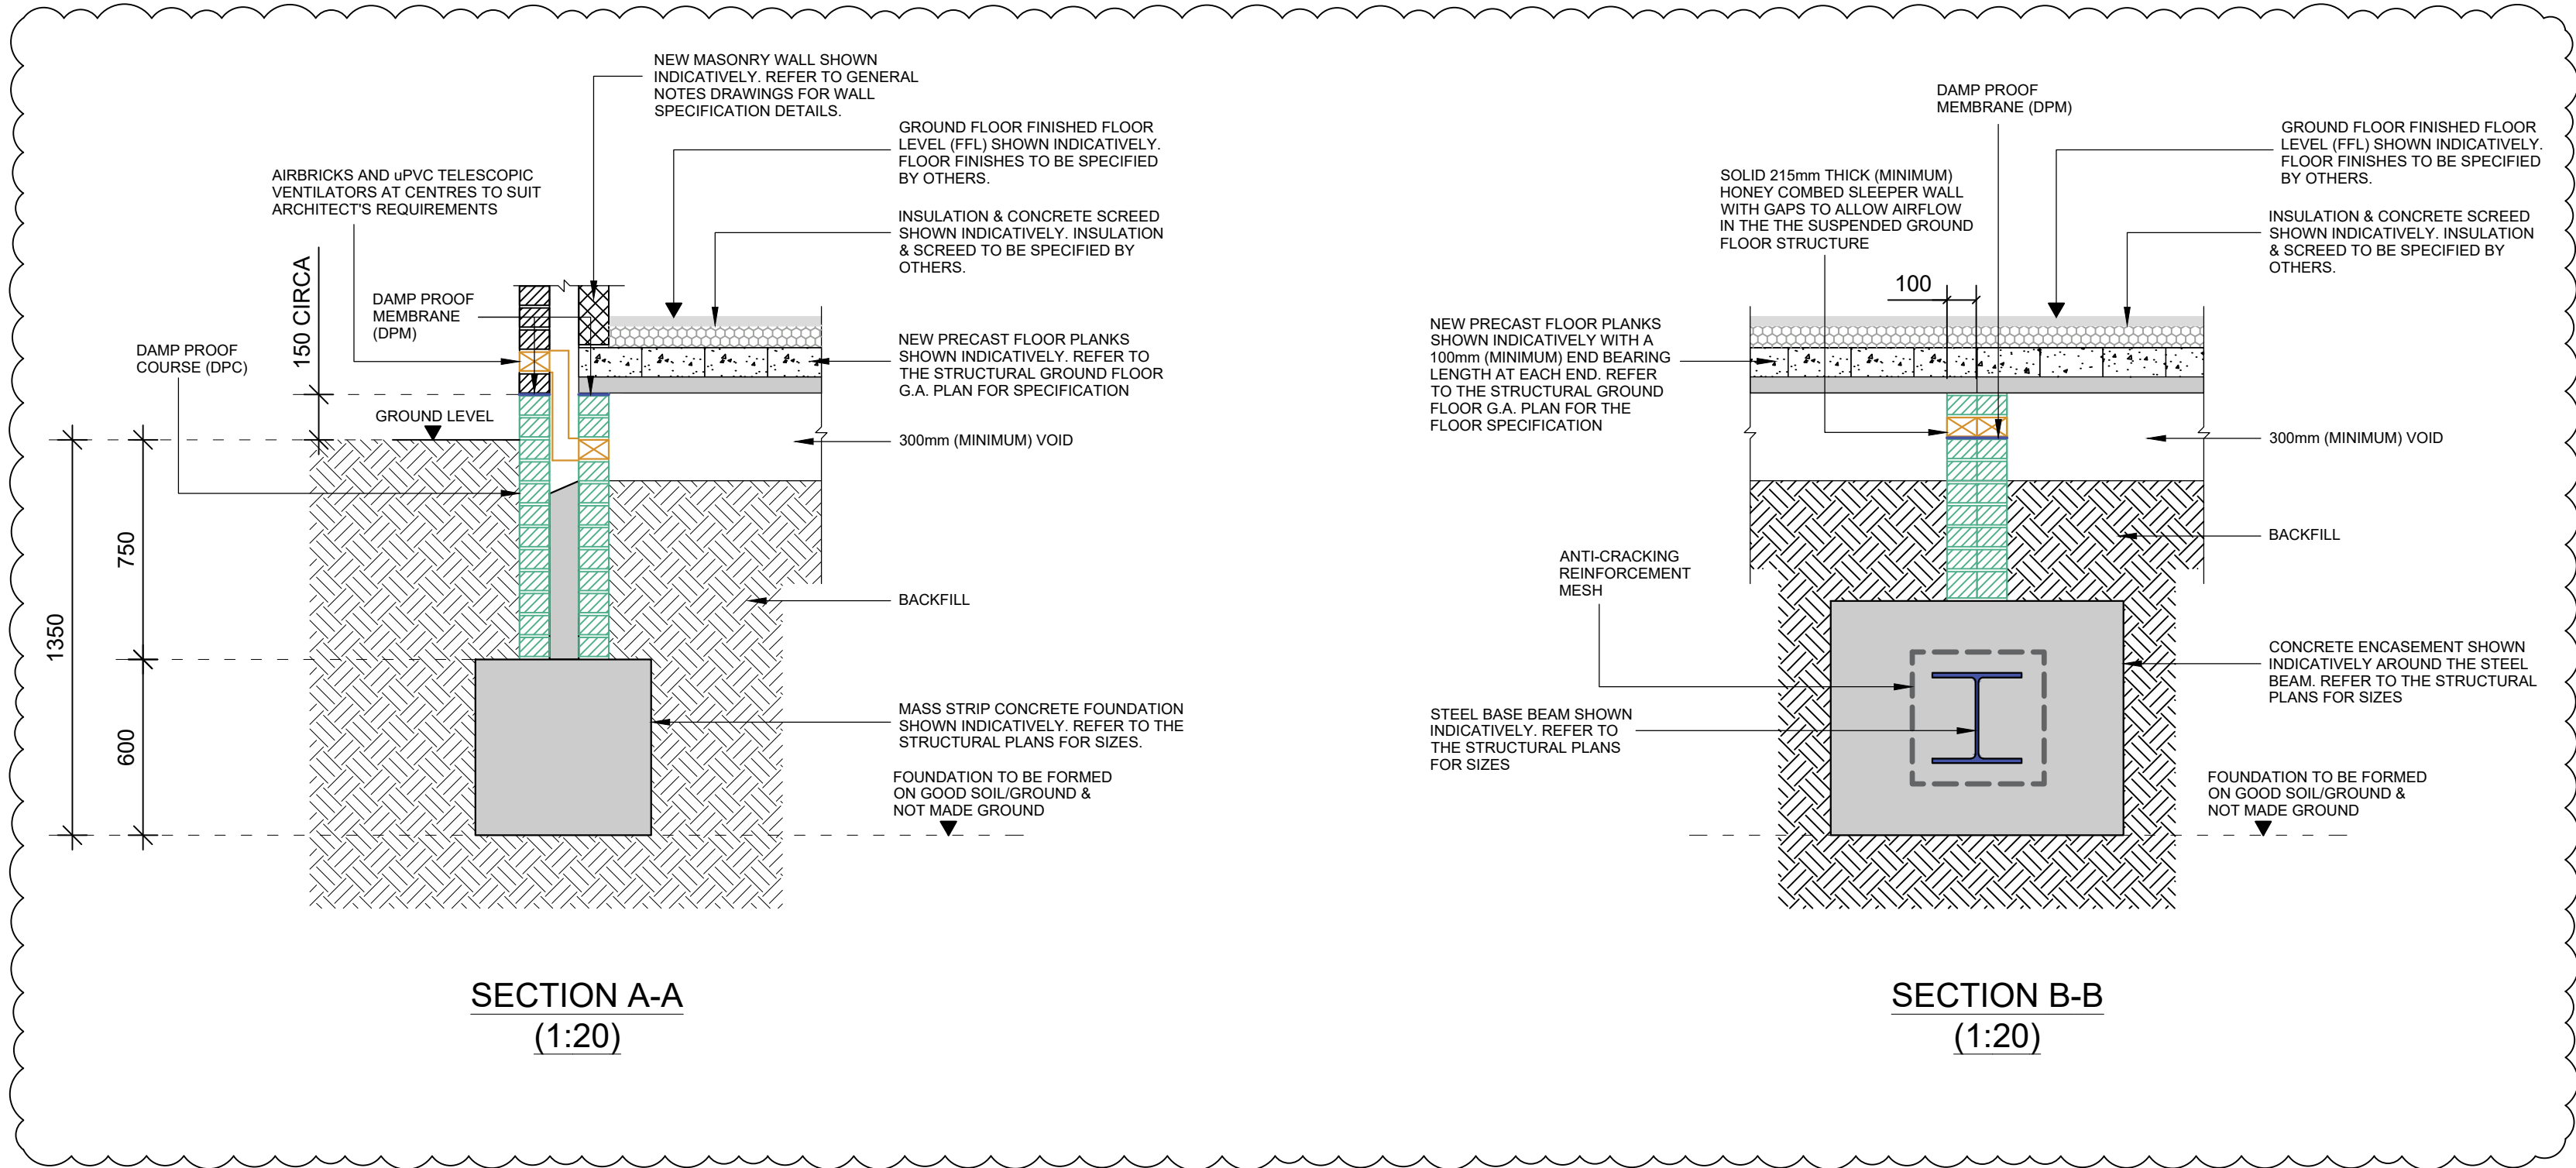 NEW MASONRY WALL SHOWN
INDICATIVELY. REFER TO GENERAL
NOTES DRAWINGS FOR WALL
SPECIFICATION DETAILS.
GROUND FLOOR FINISHED FLOOR
LEVEL (FFL) SHOWN INDICATIVELY.
FLOOR FINISHES TO BE SPECIFIED
BY OTHERS.
AIRBRICKS AND uPVC TELESCOPIC
VENTILATORS AT CENTRES TO SUIT
ARCHITECT'S REQUIREMENTS
INSULATION & CONCRETE SCREED
SHOWN INDICATIVELY. INSULATION
& SCREED TO BE SPECIFIED BY
OTHERS.
150 CIRCA
DAMP PROOF
MEMBRANE
(DPM)
DAMP PROOF
COURSE (DPC)
NEW PRECAST FLOOR PLANKS
SHOWN INDICATIVELY. REFER TO
THE STRUCTURAL GROUND FLOOR
G.A. PLAN FOR SPECIFICATION
GROUND LEVEL
300mm (MINIMUM) VOID
750
1350
BACKFILL
600
MASS STRIP CONCRETE FOUNDATION
SHOWN INDICATIVELY. REFER TO THE
STRUCTURAL PLANS FOR SIZES.
FOUNDATION TO BE FORMED
ON GOOD SOIL/GROUND &
NOT MADE GROUND
SECTION A-A
(1:20)
DAMP PROOF
MEMBRANE (DPM)
GROUND FLOOR FINISHED FLOOR
LEVEL (FFL) SHOWN INDICATIVELY.
FLOOR FINISHES TO BE SPECIFIED
BY OTHERS.
SOLID 215mm THICK (MINIMUM)
HONEY COMBED SLEEPER WALL
WITH GAPS TO ALLOW AIRFLOW
IN THE THE SUSPENDED GROUND
FLOOR STRUCTURE
INSULATION & CONCRETE SCREED
SHOWN INDICATIVELY. INSULATION
& SCREED TO BE SPECIFIED BY
OTHERS.
100
NEW PRECAST FLOOR PLANKS
SHOWN INDICATIVELY WITH A
100mm (MINIMUM) END BEARING
LENGTH AT EACH END. REFER
TO THE STRUCTURAL GROUND
FLOOR G.A. PLAN FOR THE
FLOOR SPECIFICATION
300mm (MINIMUM) VOID
BACKFILL
ANTI-CRACKING
REINFORCEMENT
MESH
CONCRETE ENCASEMENT SHOWN
INDICATIVELY AROUND THE STEEL
BEAM. REFER TO THE STRUCTURAL
PLANS FOR SIZES
STEEL BASE BEAM SHOWN
INDICATIVELY. REFER TO
THE STRUCTURAL PLANS
FOR SIZES
FOUNDATION TO BE FORMED
ON GOOD SOIL/GROUND &
NOT MADE GROUND
SECTION B-B
(1:20)